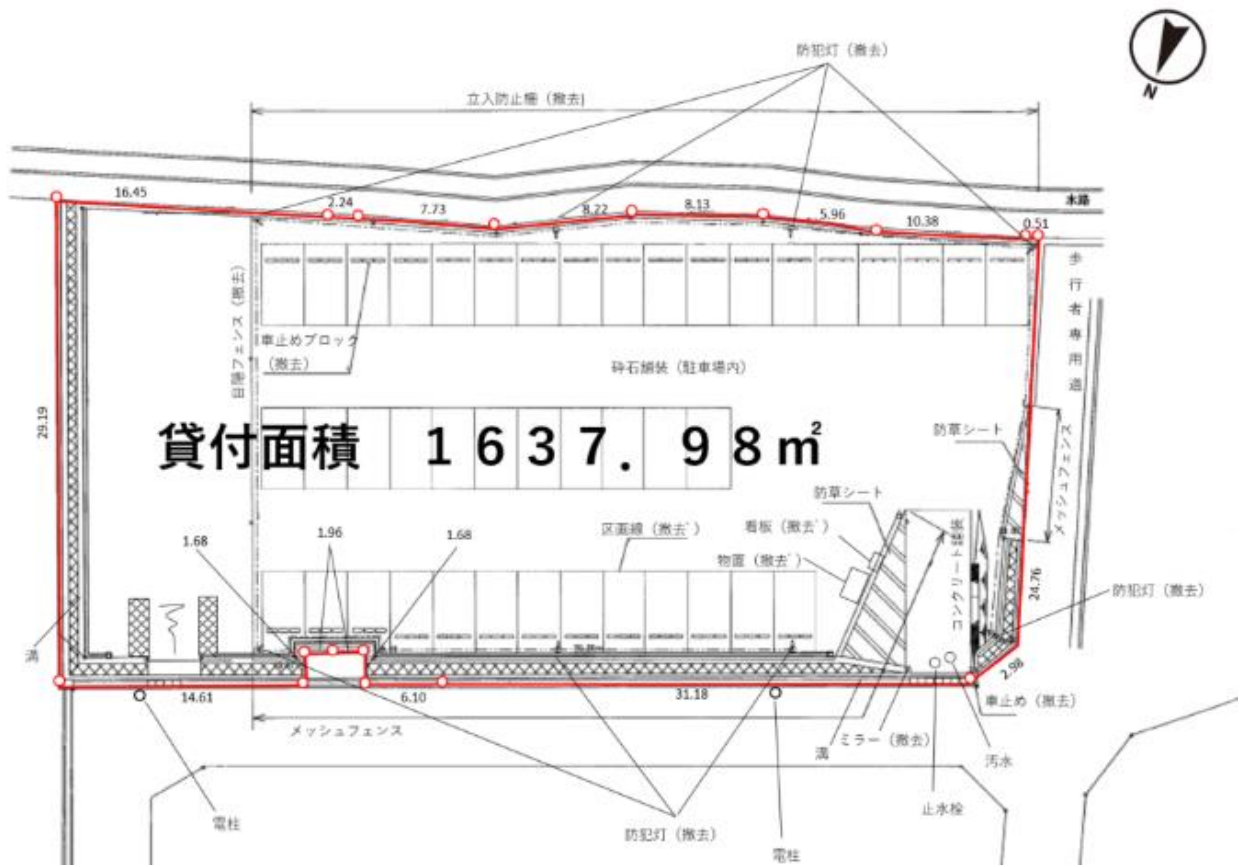 防犯灯（撤去）
N
立入防止柵（撤去)
16.45
2.24
7.73
8.22
8.13
5.96
10.38
0.51
水路
歩行者専用道
目隠フェンス（撤去）
車止めブロック
（撤去）
砕石舗装（駐車場内）
29.19
貸付面積　１６３７．９８㎡
防草シート
メッシュフェンス
防草シート
看板（撤去）
区画線（撤去）
物置（撤去）
コンクリート舗装
1.68
1.96
1.68
24.76
防犯灯（撤去）
溝
2.98
14.61
6.10
31.18
車止め（撤去）
メッシュフェンス
溝
ミラー（撤去）
汚水
止水栓
電柱
防犯灯（撤去）
電柱